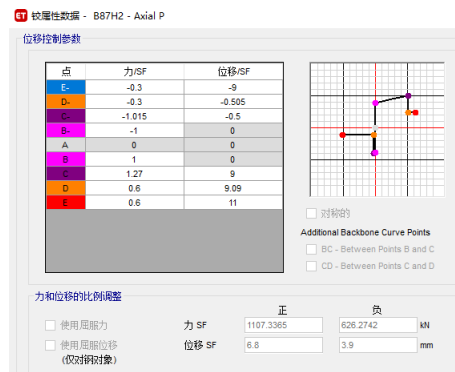 ET 铰属性数据 - B87H2 - Axial P
位移控制参数
点 力/SF 位移/SF
E- -0.3 -9
D- -0.3 -0.505
C- -1.015 -0.5
B- -1 0
A 0 0
B 1 0
C 1.27 9
D 0.6 9.09
E 0.6 11
对称的
Additional Backbone Curve Points
BC - Between Points B and C
CD - Between Points C and D
力和位移的比例调整
正 负
使用屈服力 力 SF 1107.3365 626.2742 kN
使用屈服位移 位移 SF 6.8 3.9 mm
(仅对钢对象)